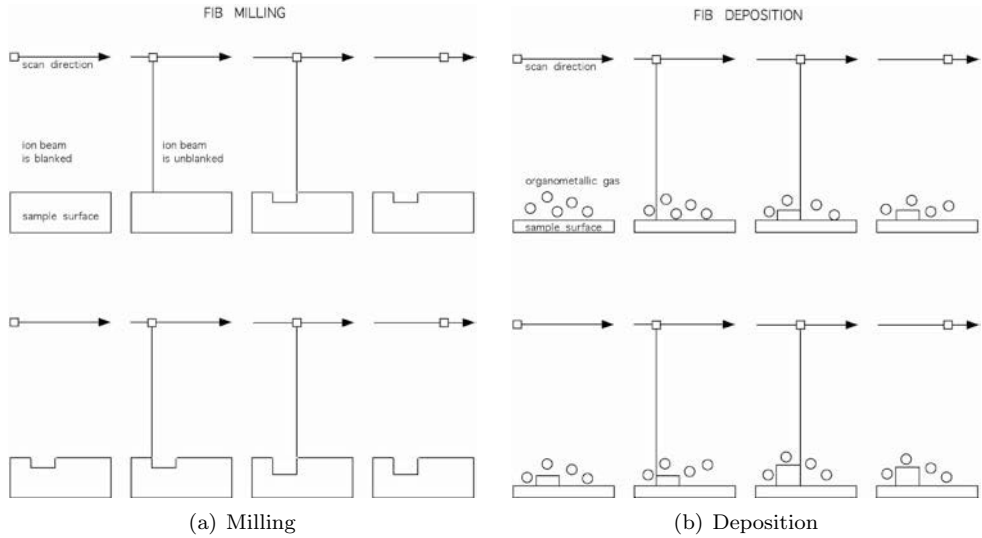 FIB MILLING
scan direction
ion beam
is blanked
ion beam
is unblanked
sample surface
(a) Milling
FIB DEPOSITION
scan direction
organometallic gas
sample surface
(b) Deposition